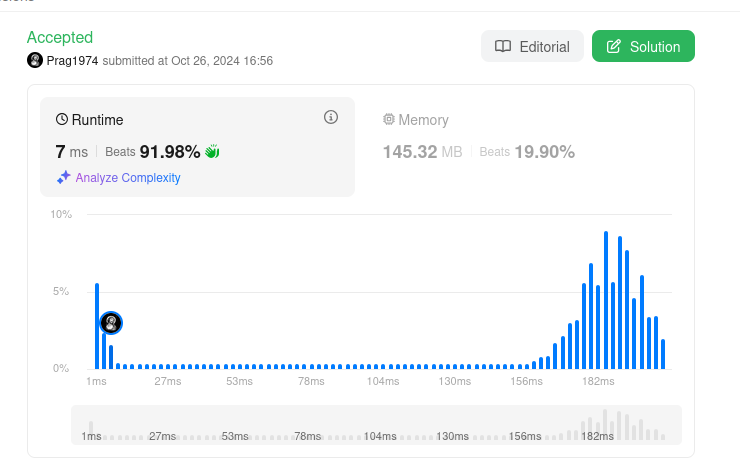 Accepted
Prag1974 submitted at Oct 26, 2024 16:56
Editorial
Solution
Runtime
7 ms | Beats 91.98%
Analyze Complexity
Memory
145.32 MB | Beats 19.90%
10%
5%
0%
1ms 27ms 53ms 78ms 104ms 130ms 156ms 182ms
1ms 27ms 53ms 78ms 104ms 130ms 156ms 182ms